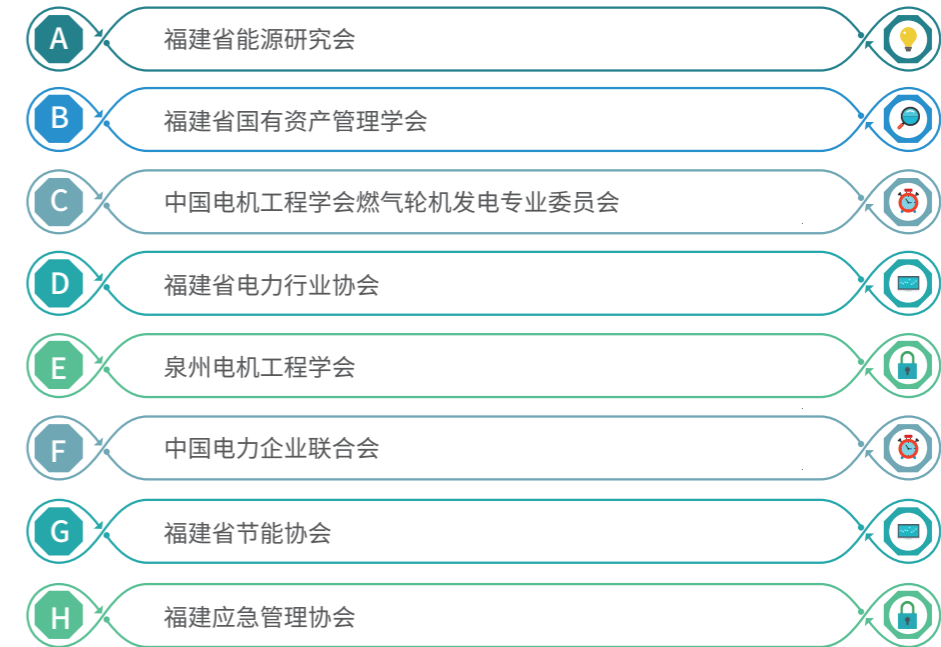 A 福建省能源研究会
B 福建省国有资产管理学会
C 中国电机工程学会燃气轮机发电专业委员会
D 福建省电力行业协会
E 泉州电机工程学会
F 中国电力企业联合会
G 福建省节能协会
H 福建应急管理协会